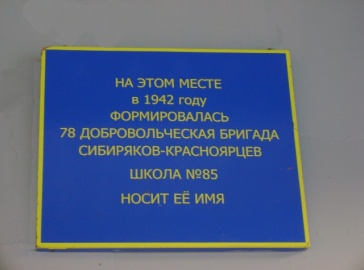 НА ЭТОМ МЕСТЕ
в 1942 году
ФОРМИРОВАЛАСЬ
78 ДОБРОВОЛЬЧЕСКАЯ БРИГАДА
СИБИРЯКОВ-КРАСНОЯРЦЕВ
ШКОЛА №85
НОСИТ ЕЁ ИМЯ